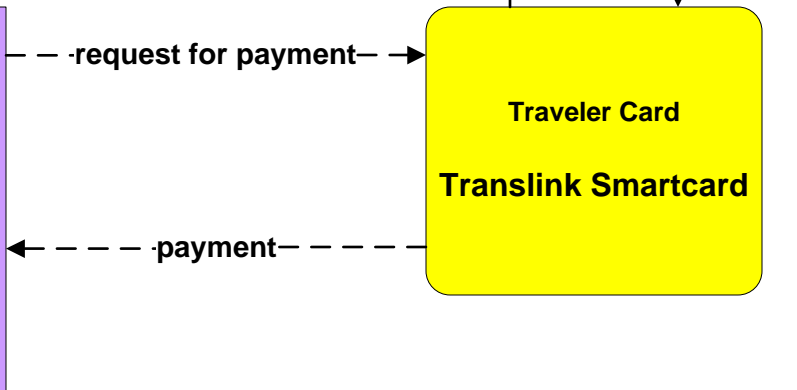 request for payment
Traveler Card
Translink Smartcard
payment